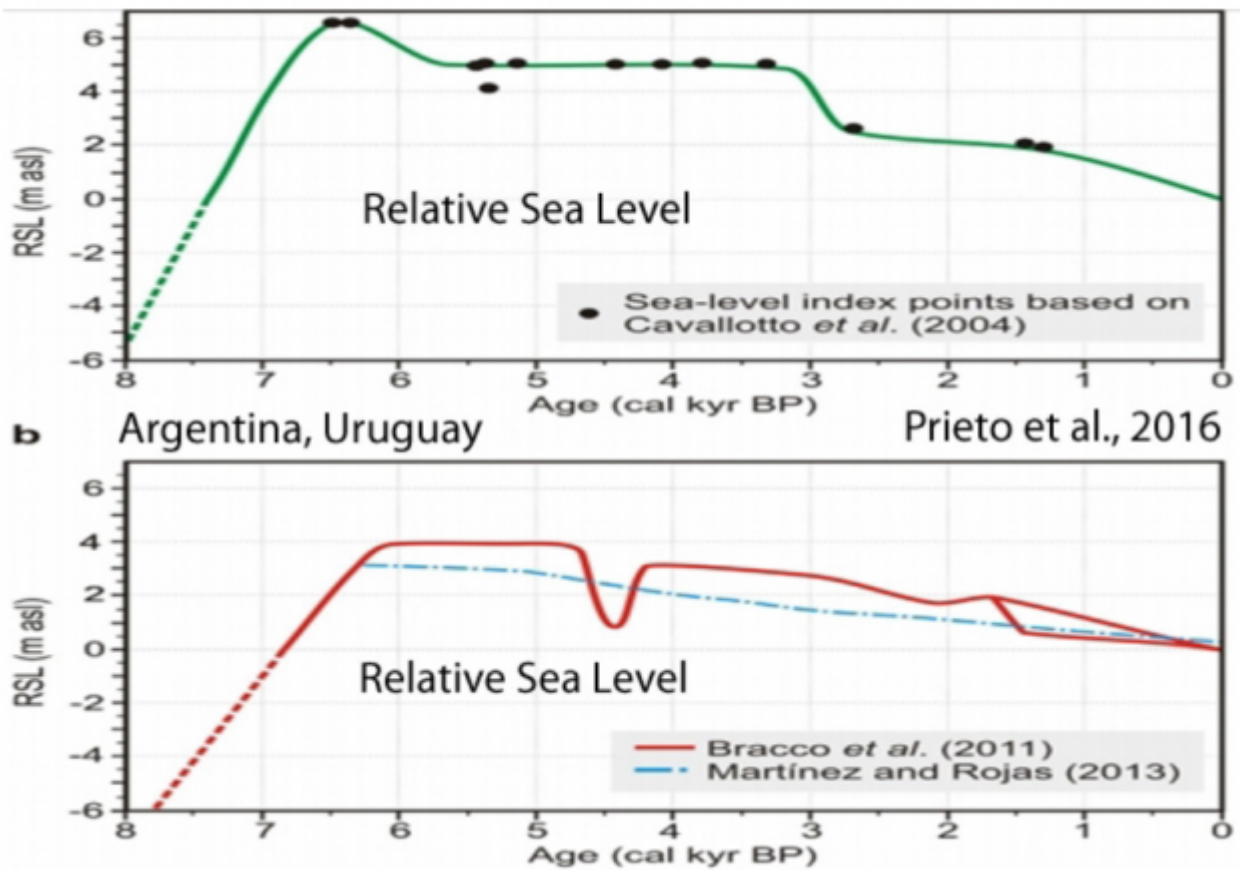 6
4
2
0
-2
-4
-6
RSL (m asl)
Relative Sea Level
Sea-level index points based on
Cavallotto et al. (2004)
8 7 6 5 4 3 2 1 0
Age (cal kyr BP)
b Argentina, Uruguay Prieto et al., 2016
6
4
2
0
-2
-4
-6
RSL (m asl)
Relative Sea Level
Bracco et al. (2011)
Martínez and Rojas (2013)
8 7 6 5 4 3 2 1 0
Age (cal kyr BP)